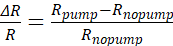 ΔR/R = (R_pump − R_nopump)/R_nopump